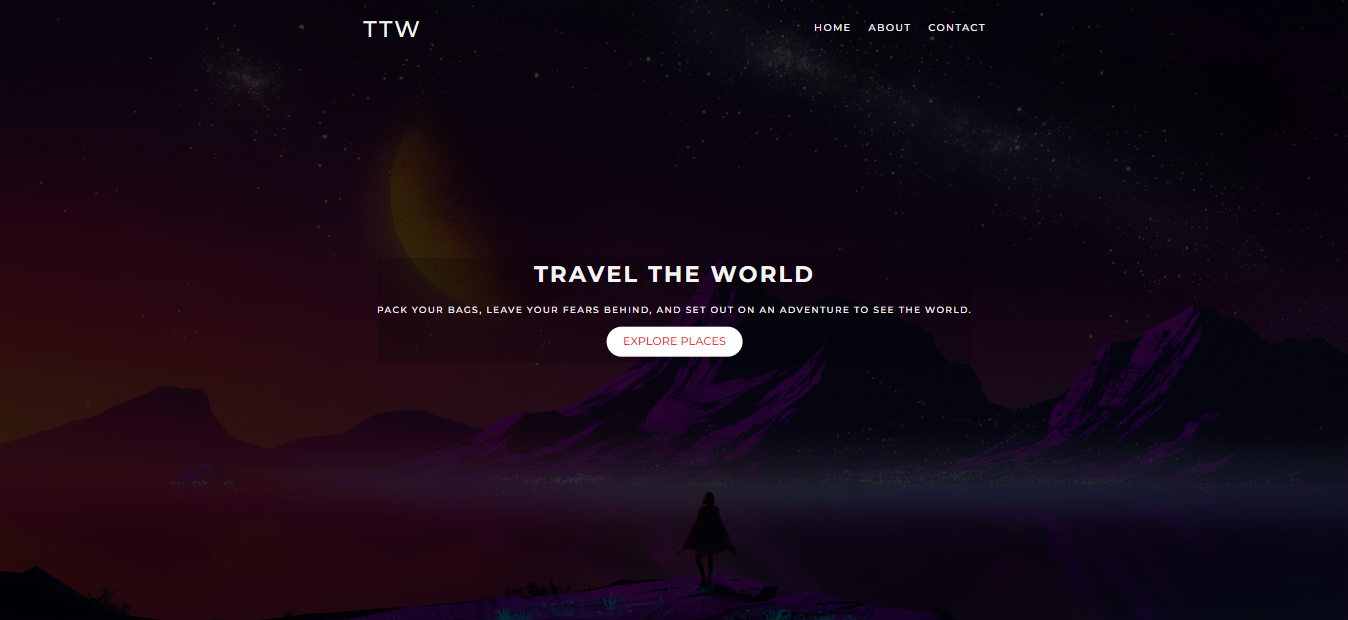 TTW
HOME ABOUT CONTACT
TRAVEL THE WORLD
PACK YOUR BAGS, LEAVE YOUR FEARS BEHIND, AND SET OUT ON AN ADVENTURE TO SEE THE WORLD.
EXPLORE PLACES